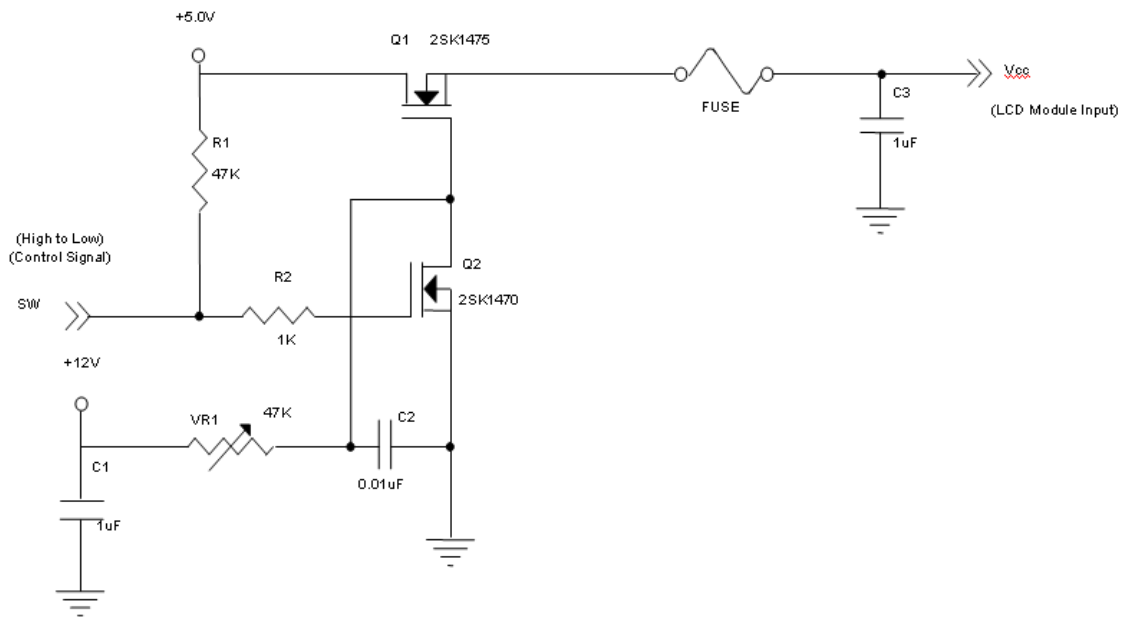 +5.0V
Q1 2SK1475
Vcc
C3
FUSE
(LCD Module Input)
R1
1uF
47K
(High to Low)
(Control Signal)
R2
Q2
SW
2SK1470
1K
+12V
VR1
47K
C2
C1
0.01uF
1uF